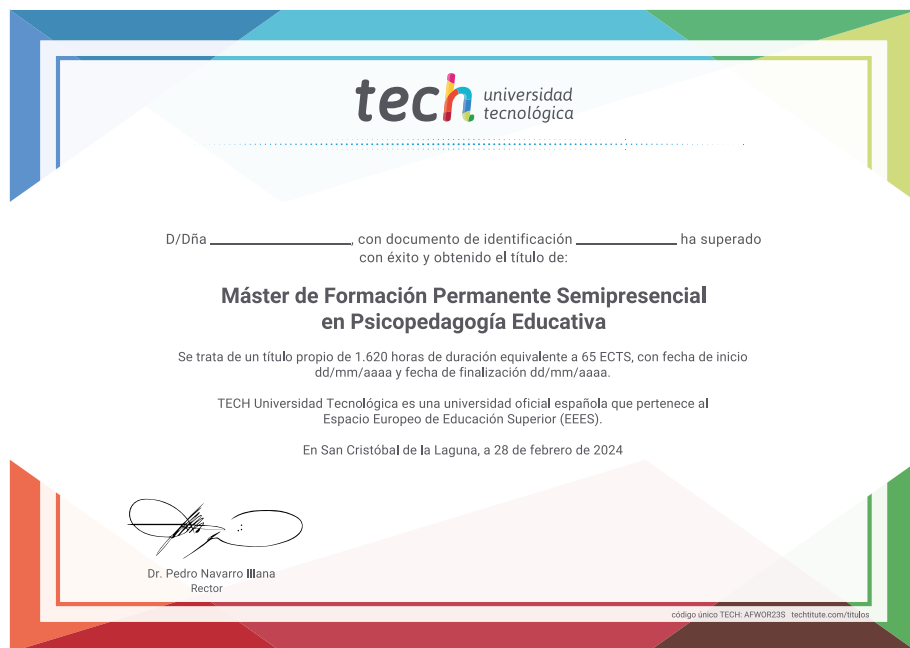 tech universidad
tecnológica
D/Dña ____________, con documento de identificación ____________ ha superado
con éxito y obtenido el título de:
Máster de Formación Permanente Semipresencial
en Psicopedagogía Educativa
Se trata de un título propio de 1.620 horas de duración equivalente a 65 ECTS, con fecha de inicio
dd/mm/aaaa y fecha de finalización dd/mm/aaaa.
TECH Universidad Tecnológica es una universidad oficial española que pertenece al
Espacio Europeo de Educación Superior (EEES).
En San Cristóbal de la Laguna, a 28 de febrero de 2024
Dr. Pedro Navarro Illana
Rector
código único TECH: AFWOR23S techtitute.com/titulos